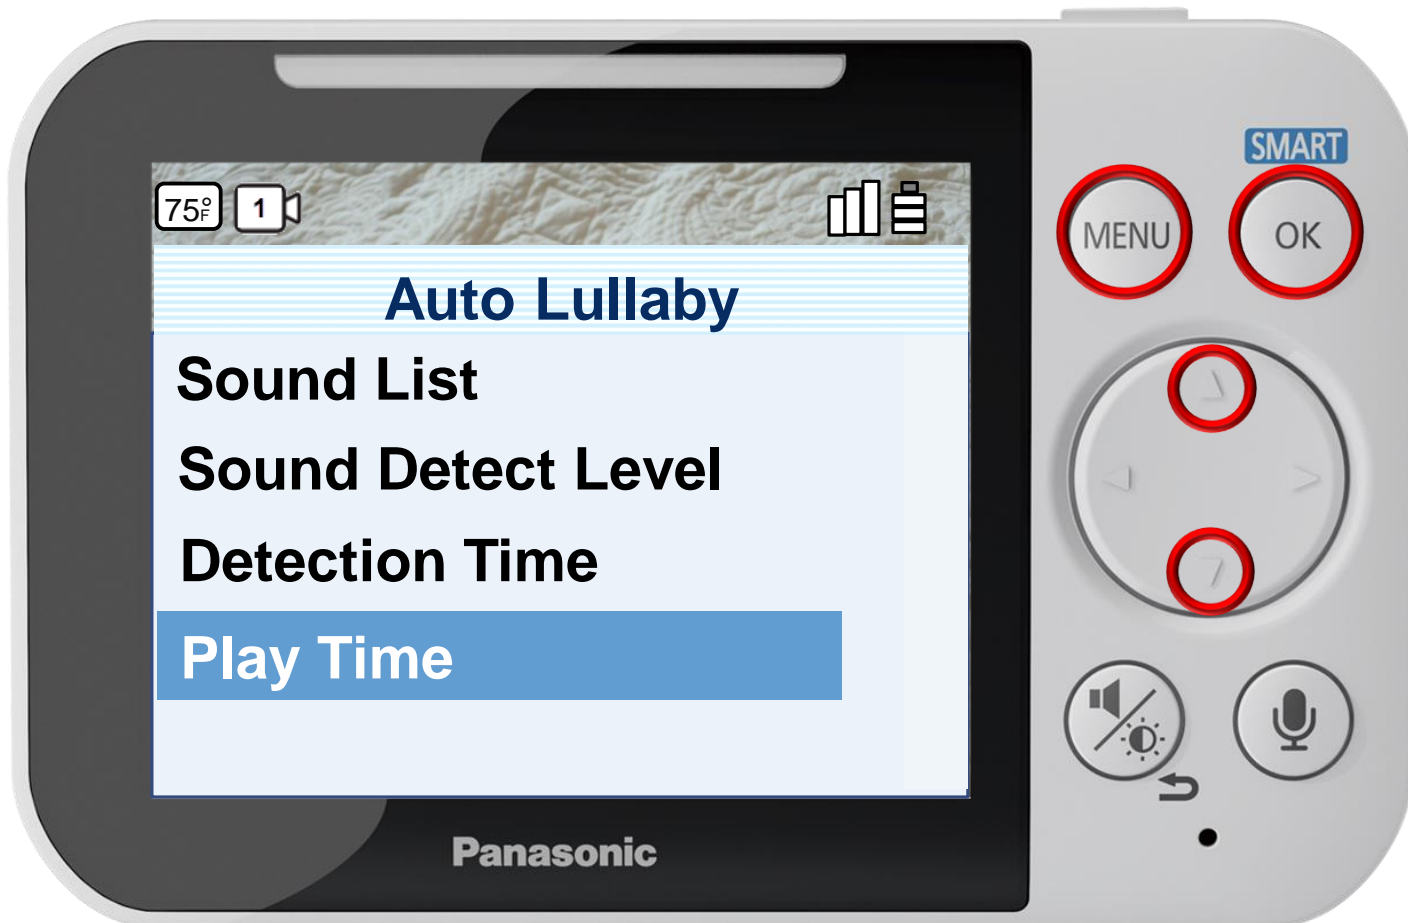 SMART
75°F 1
MENU OK
Auto Lullaby
Sound List
Sound Detect Level
Detection Time
Play Time
Panasonic